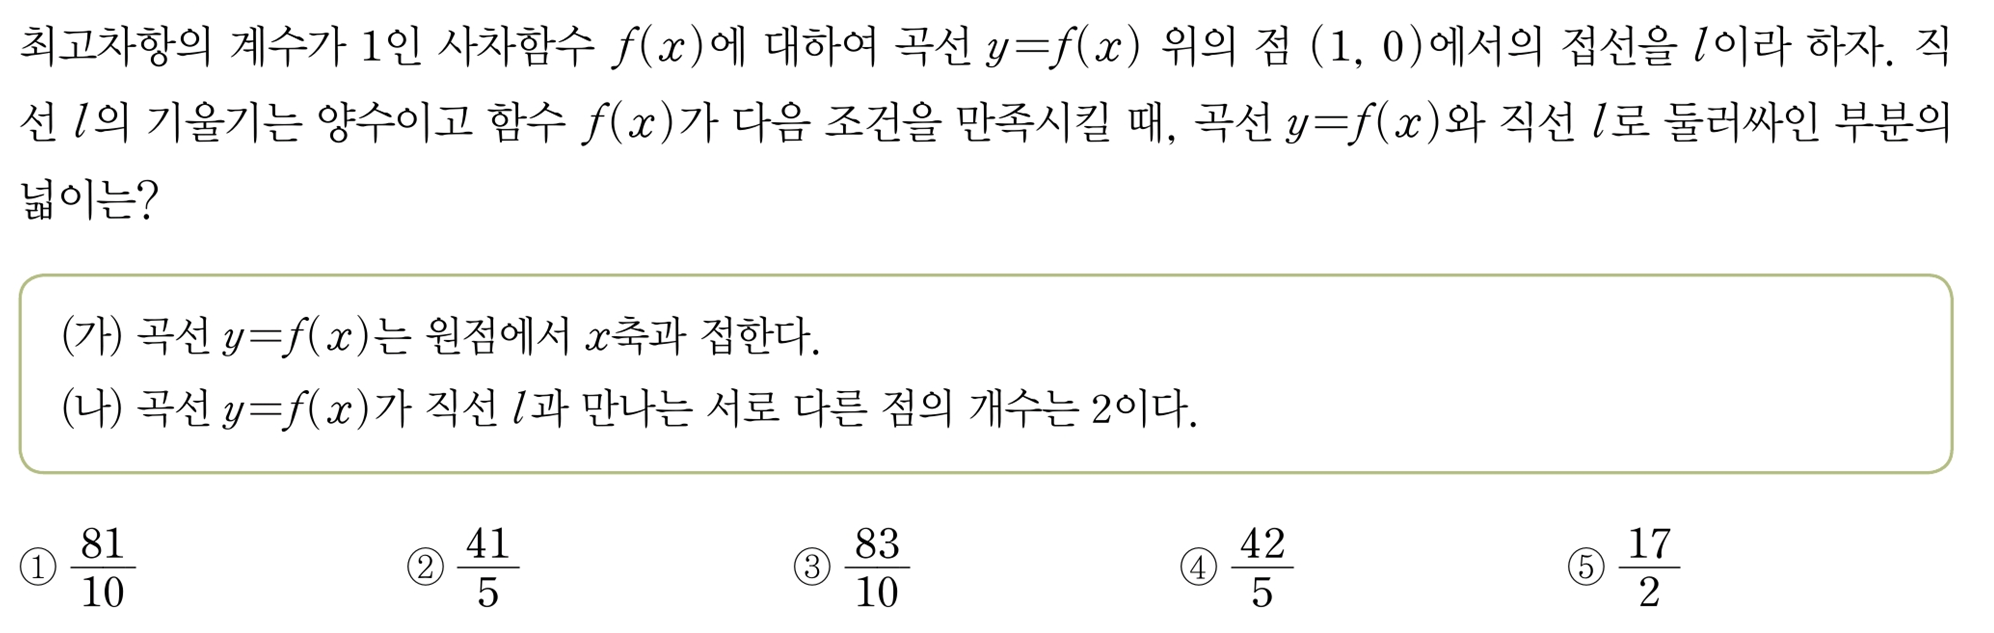 최고차항의 계수가 1인 사차함수 f(x)에 대하여 곡선 y=f(x) 위의 점 (1, 0)에서의 접선을 l이라 하자. 직
선 l의 기울기는 양수이고 함수 f(x)가 다음 조건을 만족시킬 때, 곡선 y=f(x)와 직선 l로 둘러싸인 부분의
넓이는?
(가) 곡선 y=f(x)는 원점에서 x축과 접한다.
(나) 곡선 y=f(x)가 직선 l과 만나는 서로 다른 점의 개수는 2이다.
① 81/10 ② 41/5 ③ 83/10 ④ 42/5 ⑤ 17/2